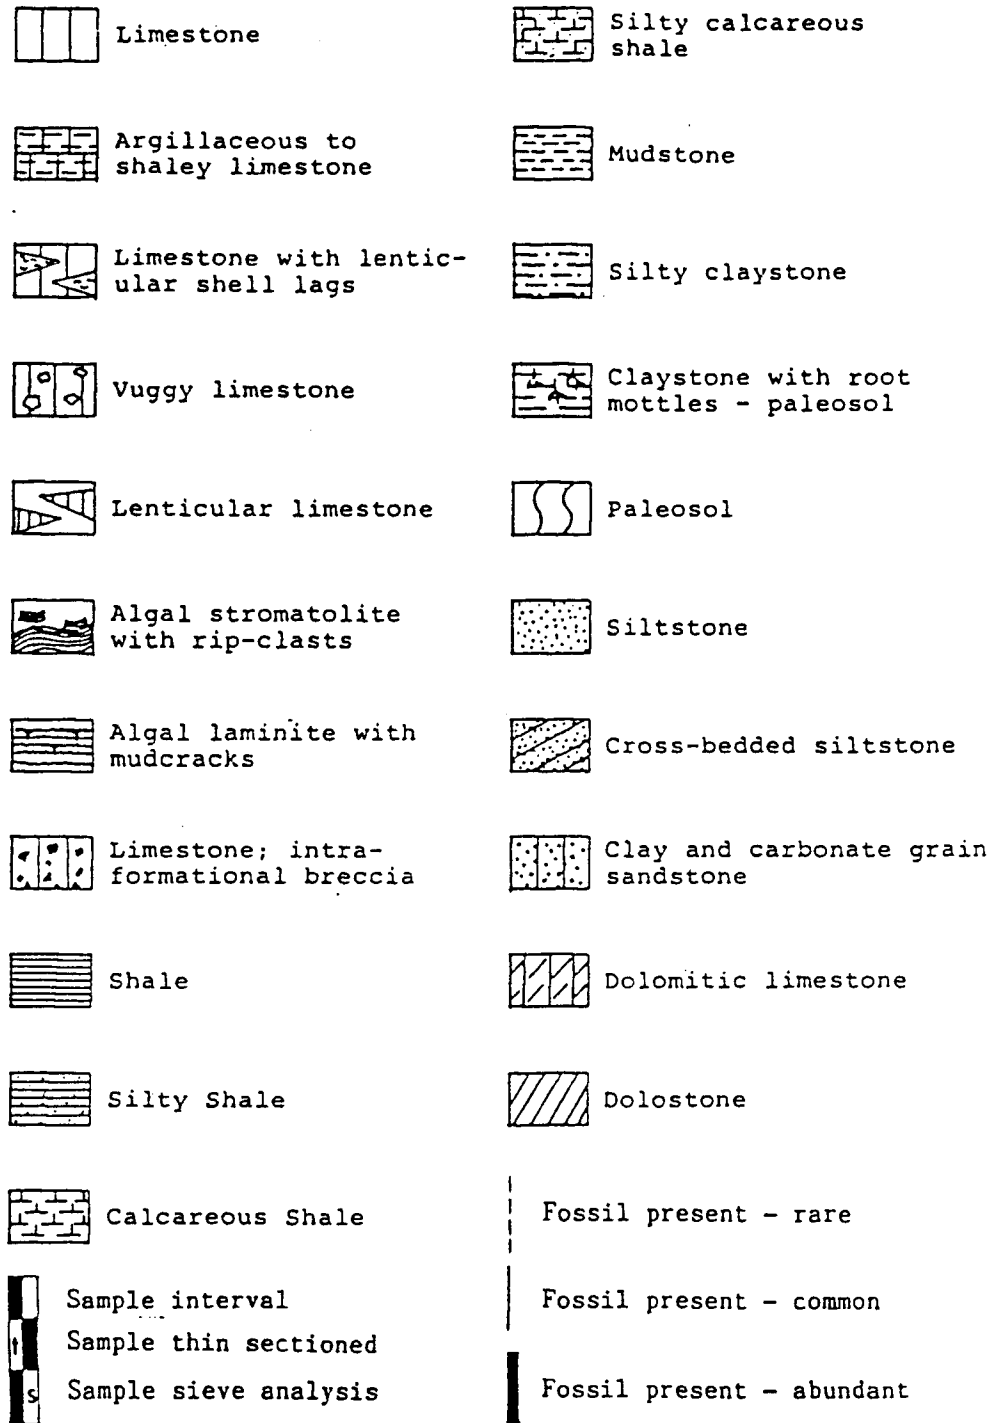 Limestone
Argillaceous to
shaley limestone
Limestone with lentic-
ular shell lags
Vuggy limestone
Lenticular limestone
Algal stromatolite
with rip-clasts
Algal laminite with
mudcracks
Limestone; intra-
formational breccia
Shale
Silty Shale
Calcareous Shale
t
s
Sample interval
Sample thin sectioned
Sample sieve analysis
Silty calcareous
shale
Mudstone
Silty claystone
Claystone with root
mottles - paleosol
Paleosol
Siltstone
Cross-bedded siltstone
Clay and carbonate grain
sandstone
Dolomitic limestone
Dolostone
Fossil present - rare
Fossil present - common
Fossil present - abundant